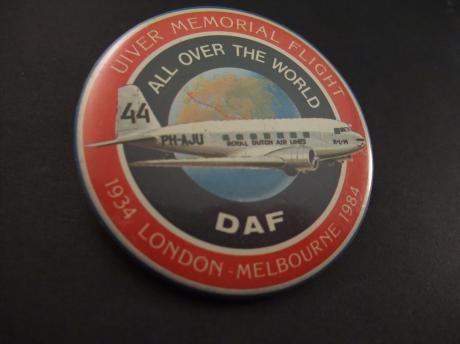 UIVER MEMORIAL FLIGHT
ALL OVER THE WORLD
44
PH-AJU
ROYAL DUTCH AIR LINES
DAF
1934 LONDON-MELBOURNE 1984